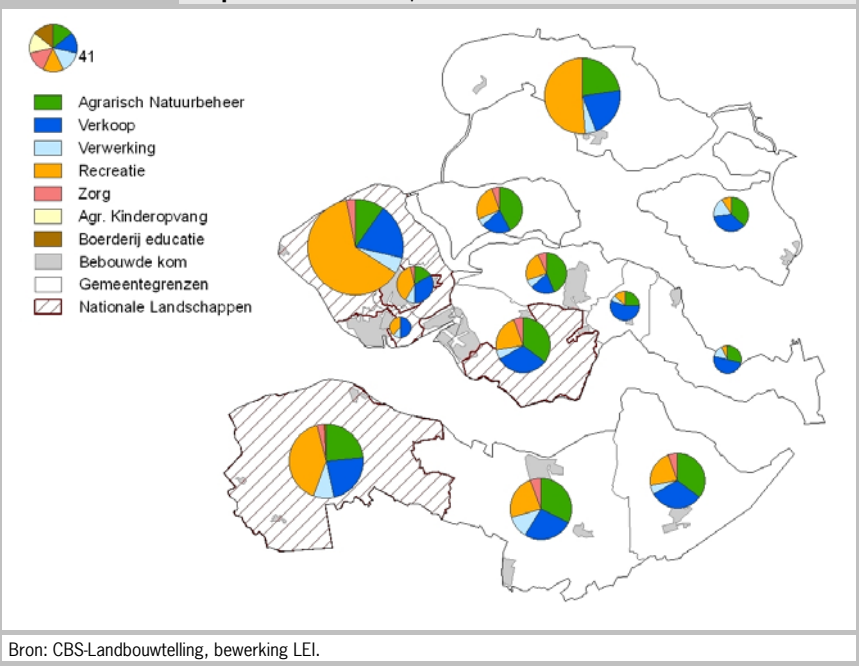 41
Agrarisch Natuurbeheer
Verkoop
Verwerking
Recreatie
Zorg
Agr. Kinderopvang
Boerderij educatie
Bebouwde kom
Gemeentegrenzen
Nationale Landschappen
Bron: CBS-Landbouwtelling, bewerking LEI.